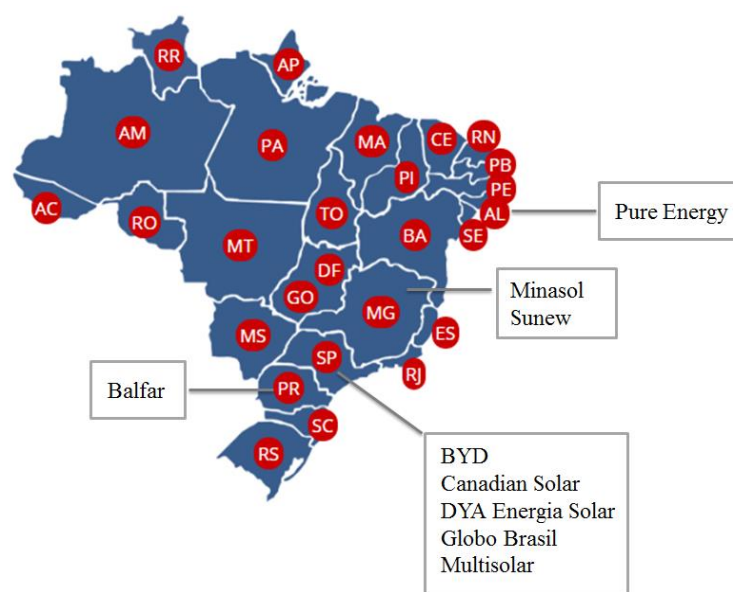 RR
AP
AM
PA
MA
CE
RN
PB
PI
PE
AC
RO
TO
AL
Pure Energy
MT
BA
SE
DF
GO
Minasol
Sunew
MG
MS
ES
SP
RJ
Balfar
PR
SC
RS
BYD
Canadian Solar
DYA Energia Solar
Globo Brasil
Multisolar